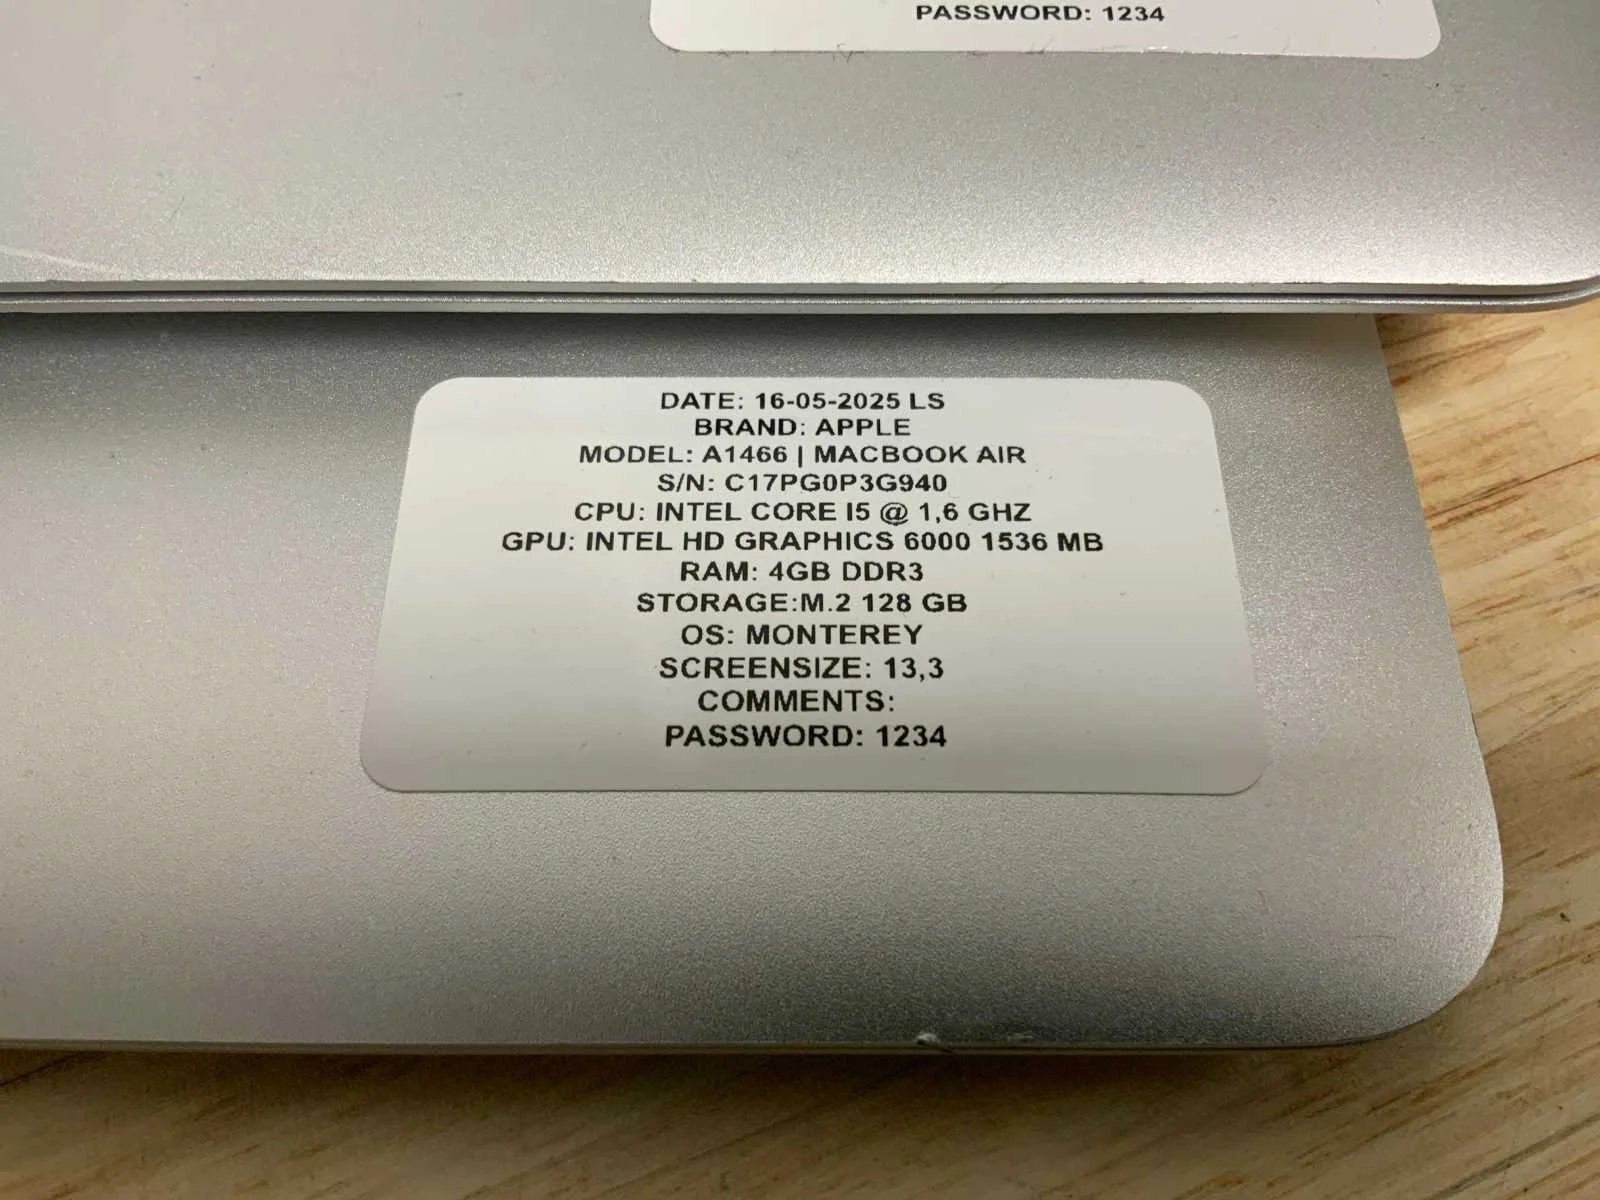 PASSWORD: 1234
DATE: 16-05-2025 LS
BRAND: APPLE
MODEL: A1466 | MACBOOK AIR
S/N: C17PG0P3G940
CPU: INTEL CORE I5 @ 1,6 GHZ
GPU: INTEL HD GRAPHICS 6000 1536 MB
RAM: 4GB DDR3
STORAGE:M.2 128 GB
OS: MONTEREY
SCREENSIZE: 13,3
COMMENTS:
PASSWORD: 1234